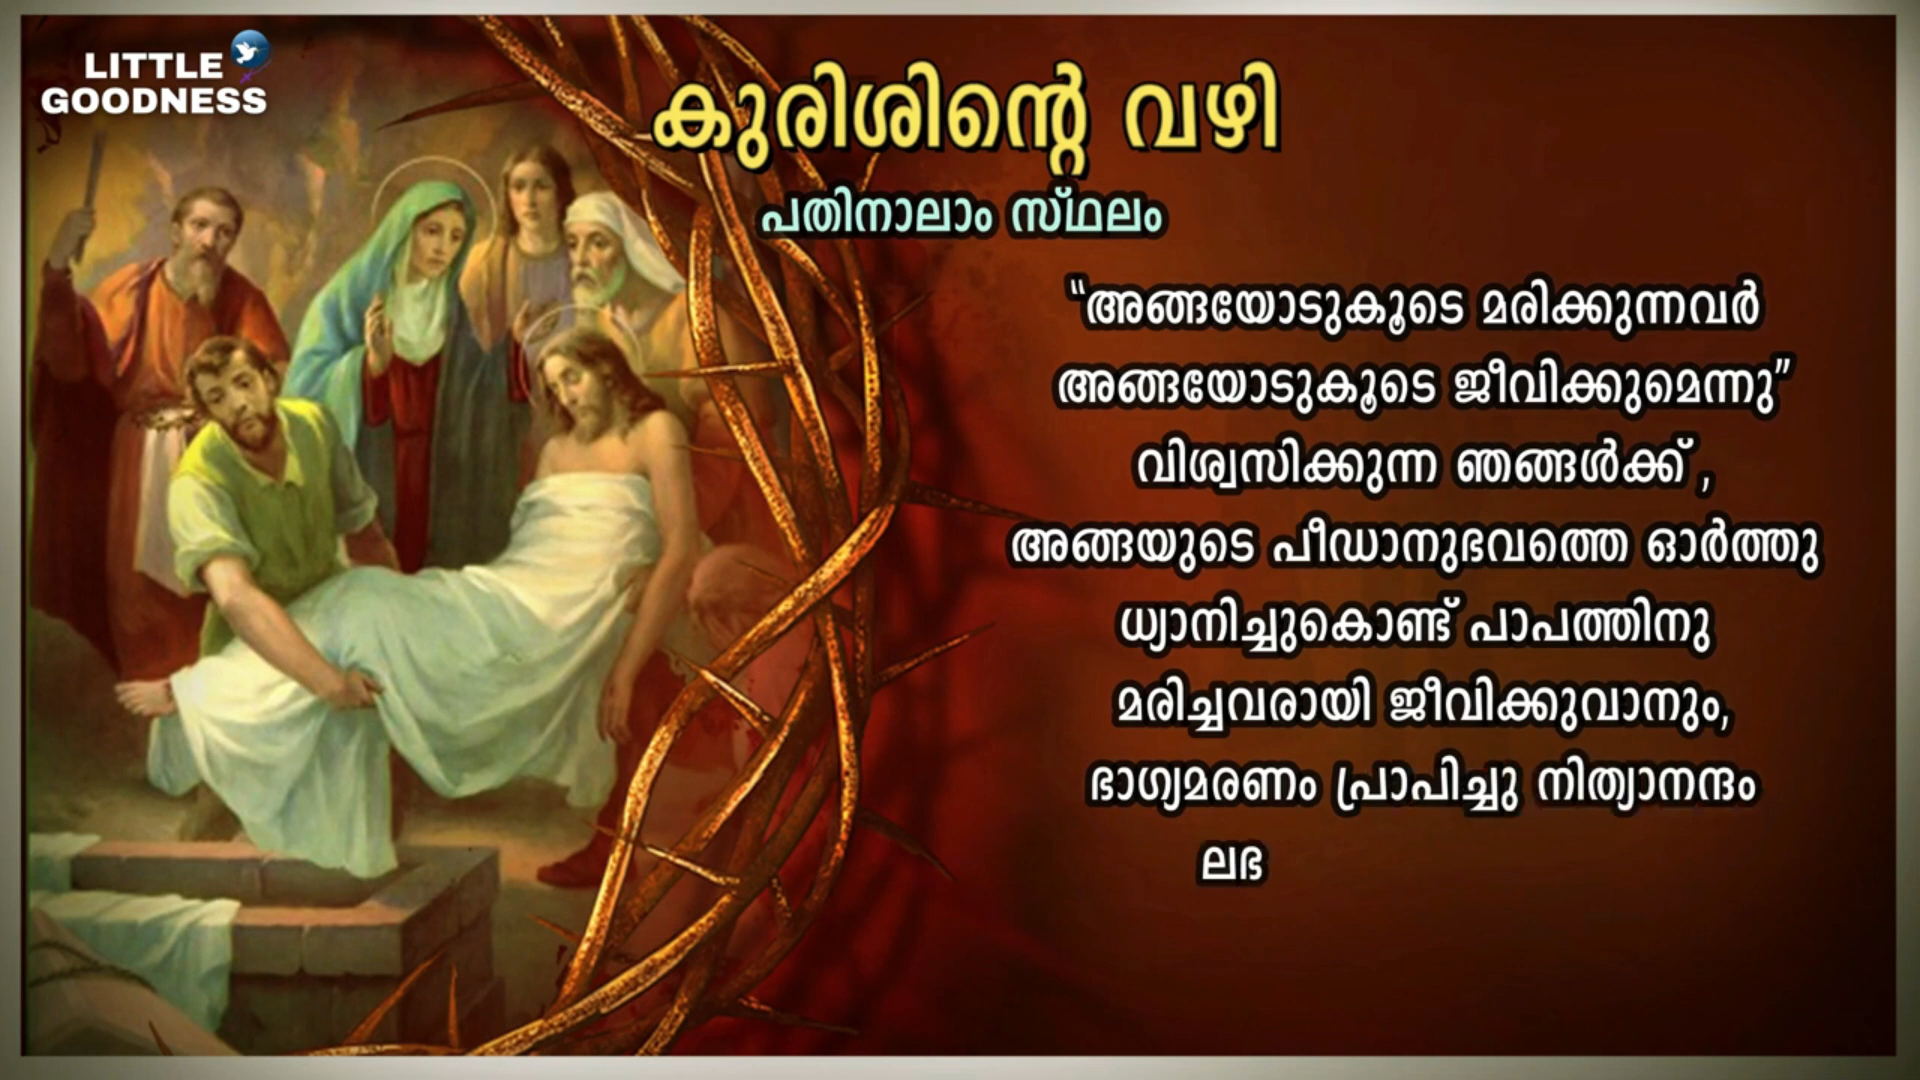 LITTLE
GOODNESS
കുരിശിന്റെ വഴി
പതിനാലാം സ്ഥലം
“അങ്ങയോടുകൂടെ മരിക്കുന്നവർ
അങ്ങയോടുകൂടെ ജീവിക്കുമെന്നു”
വിശ്വസിക്കുന്ന ഞങ്ങൾക്ക് ,
അങ്ങയുടെ പീഡാനുഭവത്തെ ഓർത്തു
ധ്യാനിച്ചുകൊണ്ട് പാപത്തിനു
മരിച്ചവരായി ജീവിക്കുവാനും,
ഭാഗ്യമരണം പ്രാപിച്ചു നിത്യാനന്ദം
ലഭ